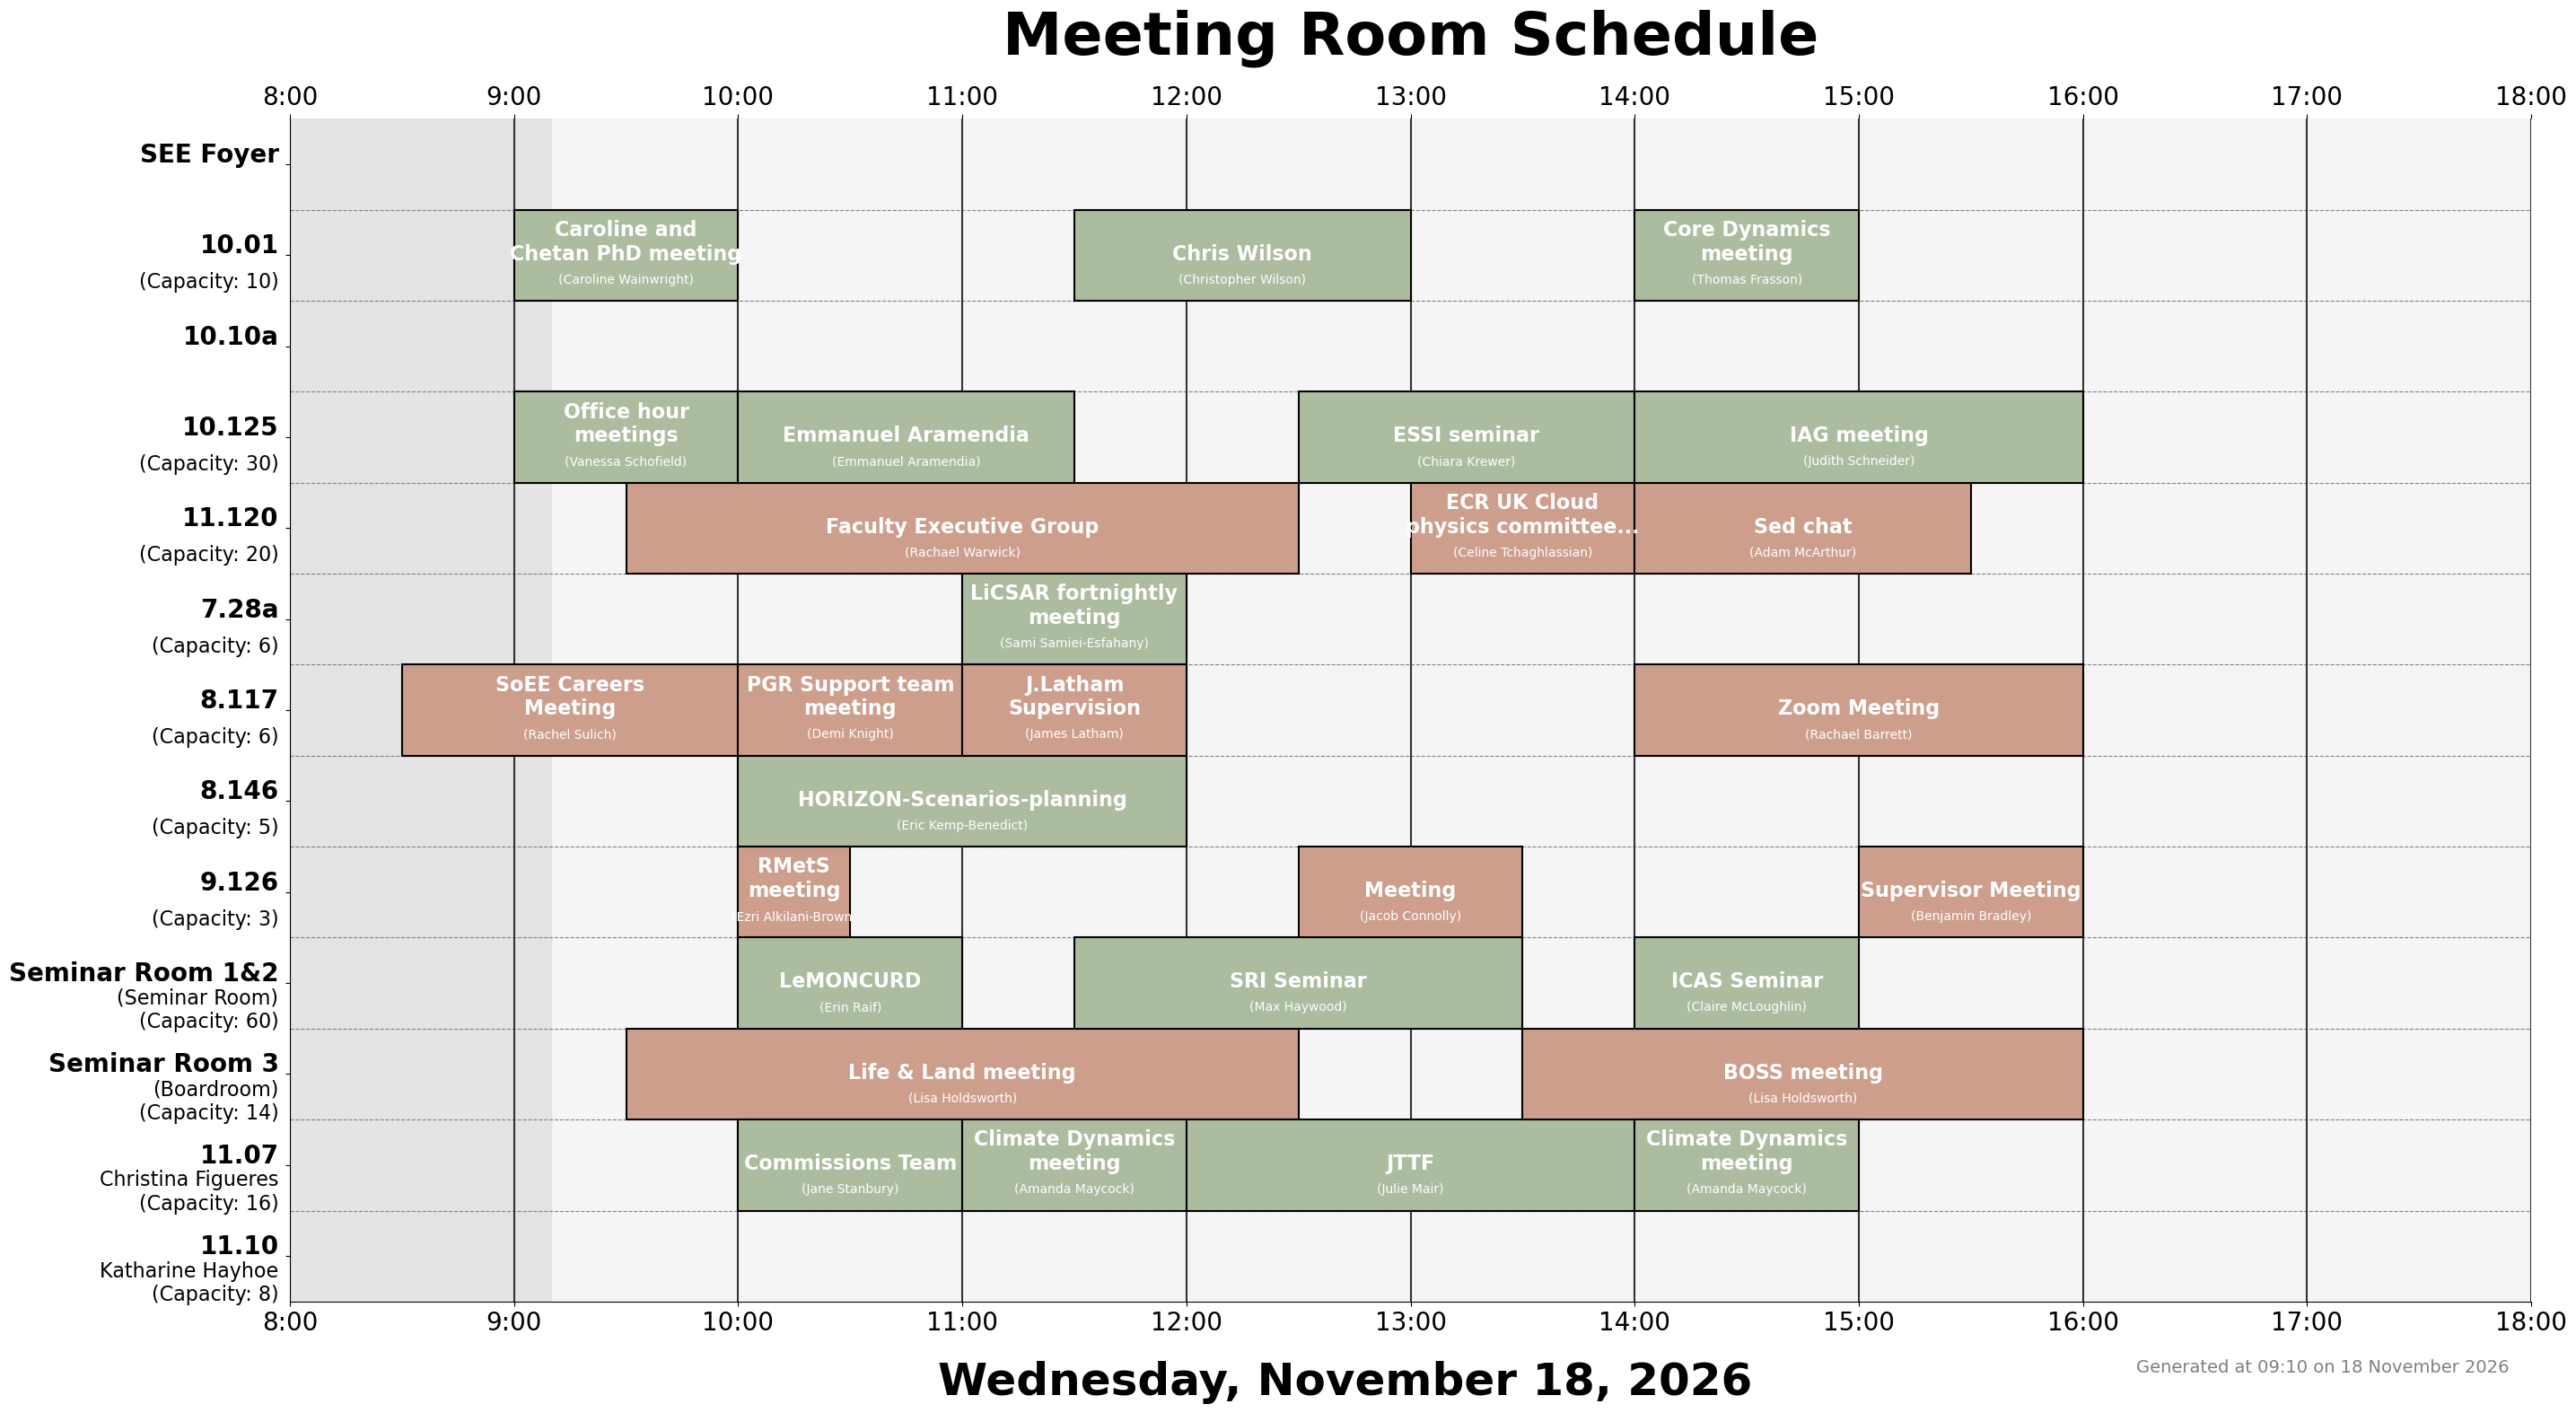 Meeting Room Schedule
8:00 9:00 10:00 11:00 12:00 13:00 14:00 15:00 16:00 17:00 18:00
SEE Foyer
10.01
(Capacity: 10)
Caroline and
Chetan PhD meeting
(Caroline Wainwright)
Chris Wilson
(Christopher Wilson)
Core Dynamics
meeting
(Thomas Frasson)
10.10a
10.125
(Capacity: 30)
Office hour
meetings
(Vanessa Schofield)
Emmanuel Aramendia
(Emmanuel Aramendia)
ESSI seminar
(Chiara Krewer)
IAG meeting
(Judith Schneider)
11.120
(Capacity: 20)
Faculty Executive Group
(Rachael Warwick)
ECR UK Cloud
physics committee...
(Celine Tchaghlassian)
Sed chat
(Adam McArthur)
7.28a
(Capacity: 6)
LiCSAR fortnightly
meeting
(Sami Samiei-Esfahany)
8.117
(Capacity: 6)
SoEE Careers
Meeting
(Rachel Sulich)
PGR Support team
meeting
(Demi Knight)
J.Latham
Supervision
(James Latham)
Zoom Meeting
(Rachael Barrett)
8.146
(Capacity: 5)
HORIZON-Scenarios-planning
(Eric Kemp-Benedict)
9.126
(Capacity: 3)
RMetS
meeting
(Ezri Alkilani-Brown)
Meeting
(Jacob Connolly)
Supervisor Meeting
(Benjamin Bradley)
Seminar Room 1&2
(Seminar Room)
(Capacity: 60)
LeMONCURD
(Erin Raif)
SRI Seminar
(Max Haywood)
ICAS Seminar
(Claire McLoughlin)
Seminar Room 3
(Boardroom)
(Capacity: 14)
Life & Land meeting
(Lisa Holdsworth)
BOSS meeting
(Lisa Holdsworth)
11.07
Christina Figueres
(Capacity: 16)
Commissions Team
(Jane Stanbury)
Climate Dynamics
meeting
(Amanda Maycock)
JTTF
(Julie Mair)
Climate Dynamics
meeting
(Amanda Maycock)
11.10
Katharine Hayhoe
(Capacity: 8)
8:00 9:00 10:00 11:00 12:00 13:00 14:00 15:00 16:00 17:00 18:00
Wednesday, November 18, 2026
Generated at 09:10 on 18 November 2026